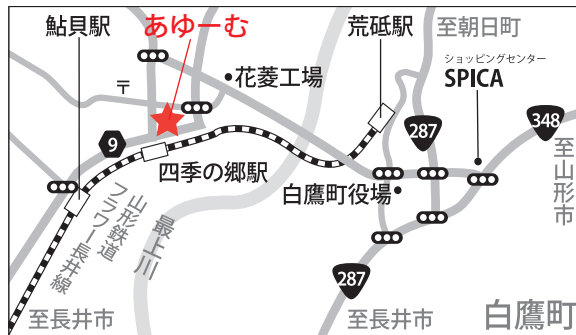 鮎貝駅
あゆーむ
荒砥駅
至朝日町
ショッピングセンター
SPICA
〒
花菱工場
9
四季の郷駅
287
348
至山形市
白鷹町役場
山形鉄道
フラワー長井線
最上川
287
至長井市
至長井市
白鷹町